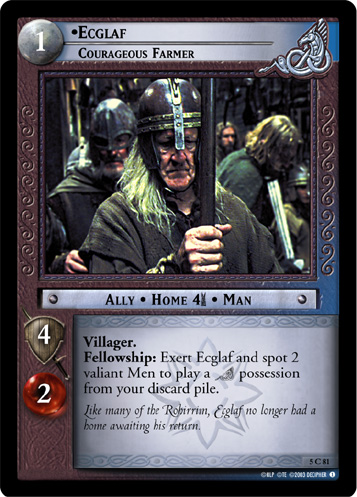 1
•Ecglaf
Courageous Farmer
Ally • Home 4 • Man
4
2
Villager.
Fellowship: Exert Ecglaf and spot 2
valiant Men to play a possession
from your discard pile.
Like many of the Rohirrim, Ecglaf no longer had a
home awaiting his return.
5 C 81
©NLP ©TE ©2003 DECIPHER